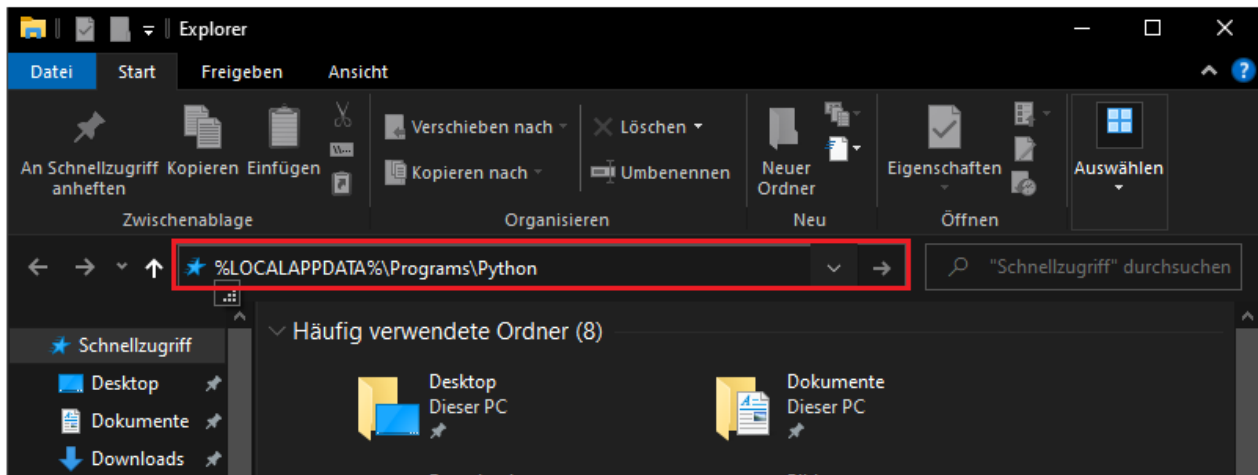 Explorer
Datei Start Freigeben Ansicht
An Schnellzugriff anheften
Kopieren
Einfügen
Verschieben nach
Kopieren nach
Löschen
Umbenennen
Neuer
Ordner
Eigenschaften
Auswählen
Zwischenablage
Organisieren
Neu
Öffnen
%LOCALAPPDATA%\Programs\Python
"Schnellzugriff" durchsuchen
Schnellzugriff
Desktop
Dokumente
Downloads
Häufig verwendete Ordner (8)
Desktop
Dieser PC
Dokumente
Dieser PC